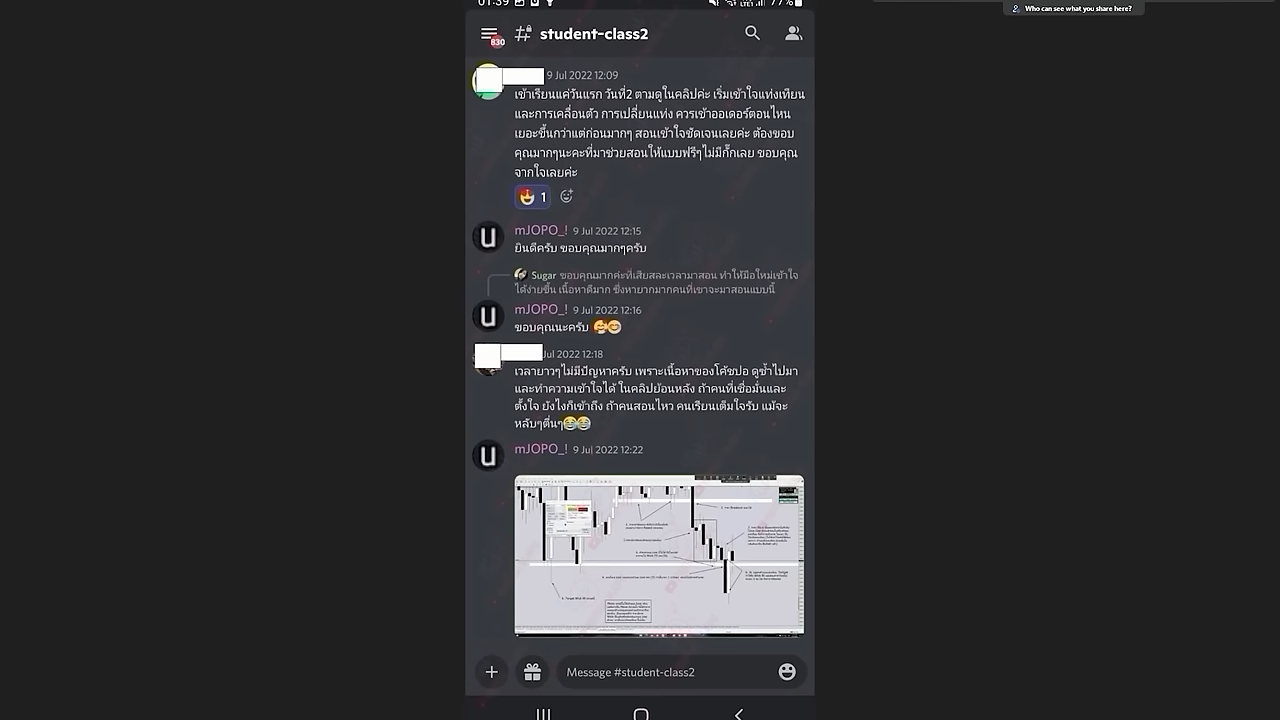 Who can see what you share here?
01:39
77%
830
student-class2
9 Jul 2022 12:09
เข้าเรียนแค่วันแรก วันที่2 ตามดูในคลิปค่ะ เริ่มเข้าใจแท่งเทียน
และการเคลื่อนตัว การเปลี่ยนแท่ง ควรเข้าออเดอร์ตอนไหน
เยอะขึ้นกว่าแต่ก่อนมากๆ สอนเข้าใจชัดเจนเลยค่ะ ต้องขอบ
คุณมากๆนะคะที่มาช่วยสอนให้แบบฟรีๆไม่มีกั๊กเลย ขอบคุณ
จากใจเลยค่ะ
1
mJOPO_! 9 Jul 2022 12:15
ยินดีครับ ขอบคุณมากๆครับ
Sugar ขอบคุณมากค่ะที่เสียสละเวลามาสอน ทำให้มือใหม่เข้าใจ
ได้ง่ายขึ้น เนื้อหาดีมาก ซึ่งหายากมากคนที่เขาจะมาสอนแบบนี้
mJOPO_! 9 Jul 2022 12:16
ขอบคุณนะครับ
Jul 2022 12:18
เวลายาวๆไม่มีปัญหาครับ เพราะเนื้อหาของโค้ชปอ ดูซ้ำไปมา
และทำความเข้าใจได้ ในคลิปย้อนหลัง ถ้าคนที่เชื่อมั่นและ
ตั้งใจ ยังไงก็เข้าถึง ถ้าคนสอนไหว คนเรียนเต็มใจรับ แม้จะ
หลับๆตื่นๆ
mJOPO_! 9 Jul 2022 12:22
Message #student-class2